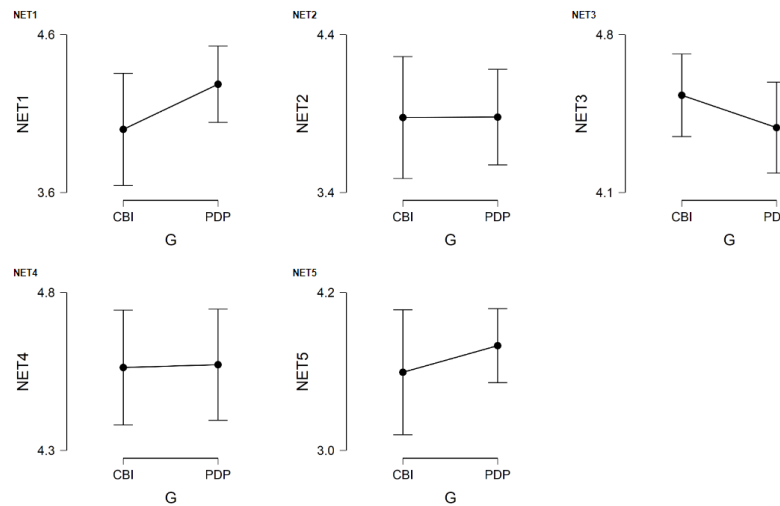 NET1
4.6
NET1
3.6
CBI PDP
G
NET2
4.4
NET2
3.4
CBI PDP
G
NET3
4.8
NET3
4.1
CBI PD
G
NET4
4.8
NET4
4.3
CBI PDP
G
NET5
4.2
NET5
3.0
CBI PDP
G